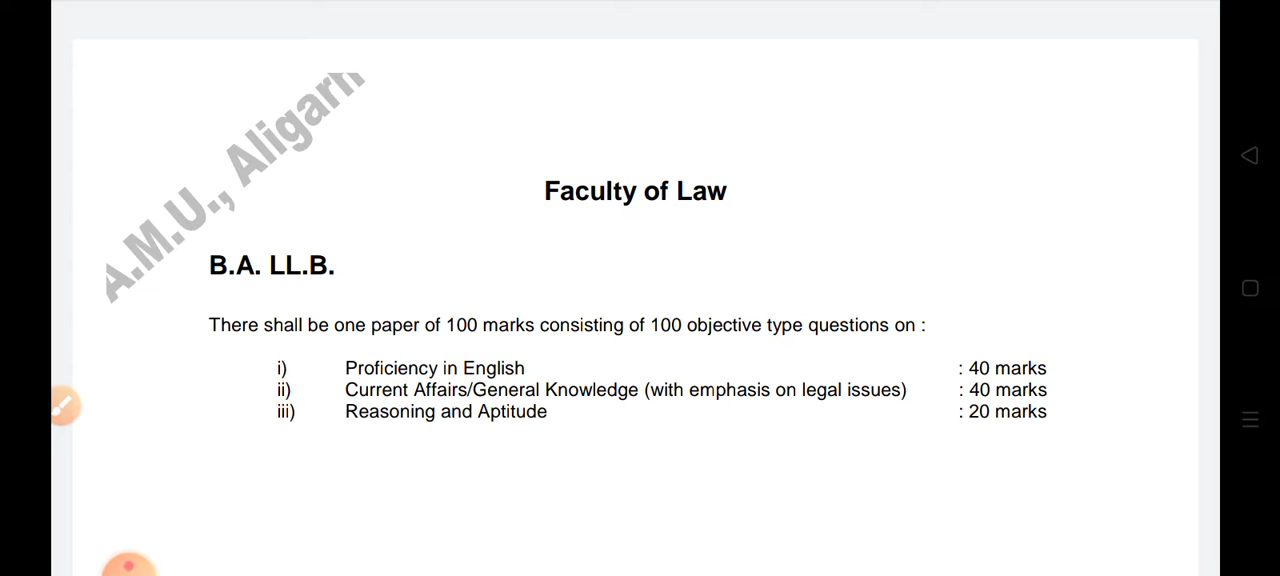 A.M.U., Aligarh
Faculty of Law
B.A. LL.B.
There shall be one paper of 100 marks consisting of 100 objective type questions on :
i) Proficiency in English : 40 marks
ii) Current Affairs/General Knowledge (with emphasis on legal issues) : 40 marks
iii) Reasoning and Aptitude : 20 marks